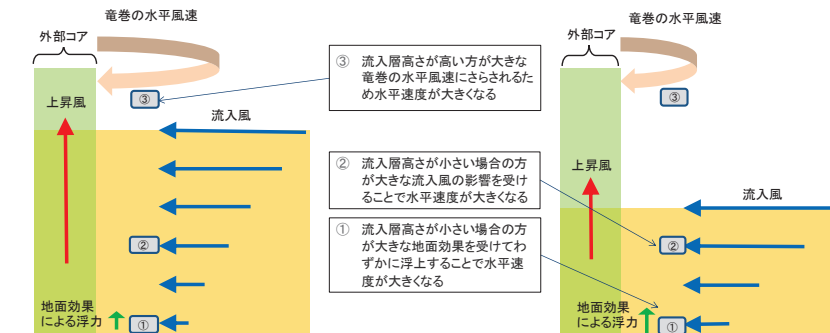 竜巻の水平風速
外部コア
上昇風
③
流入風
②
地面効果
による浮力
①
③ 流入層高さが高い方が大きな
竜巻の水平風速にさらされるた
め水平速度が大きくなる
② 流入層高さが小さい場合の方
が大きな流入風の影響を受け
ることで水平速度が大きくなる
① 流入層高さが小さい場合の方
が大きな地面効果を受けてわ
ずかに浮上することで水平速
度が大きくなる
竜巻の水平風速
外部コア
③
上昇風
流入風
②
地面効果
による浮力
①